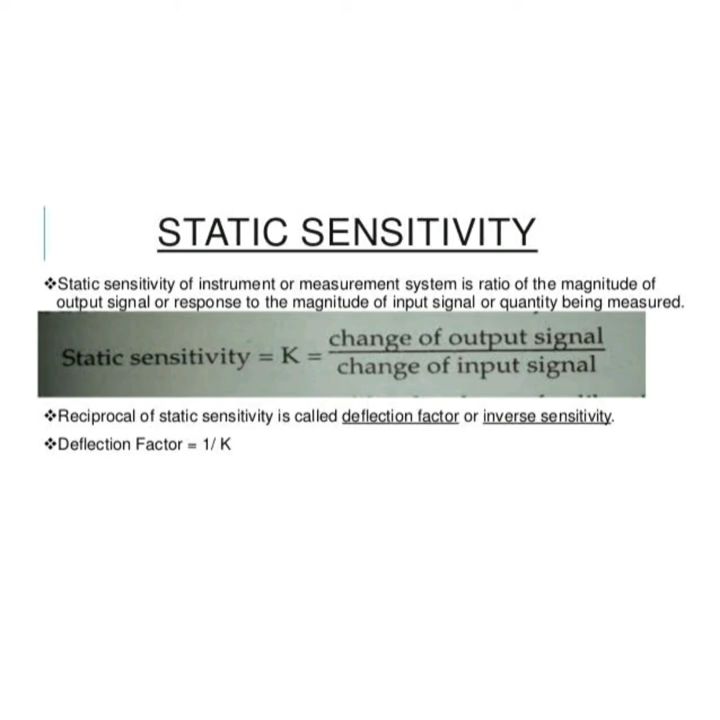 STATIC SENSITIVITY
❖Static sensitivity of instrument or measurement system is ratio of the magnitude of
output signal or response to the magnitude of input signal or quantity being measured.
Static sensitivity = K = change of output signal
change of input signal
❖Reciprocal of static sensitivity is called deflection factor or inverse sensitivity.
❖Deflection Factor = 1/ K